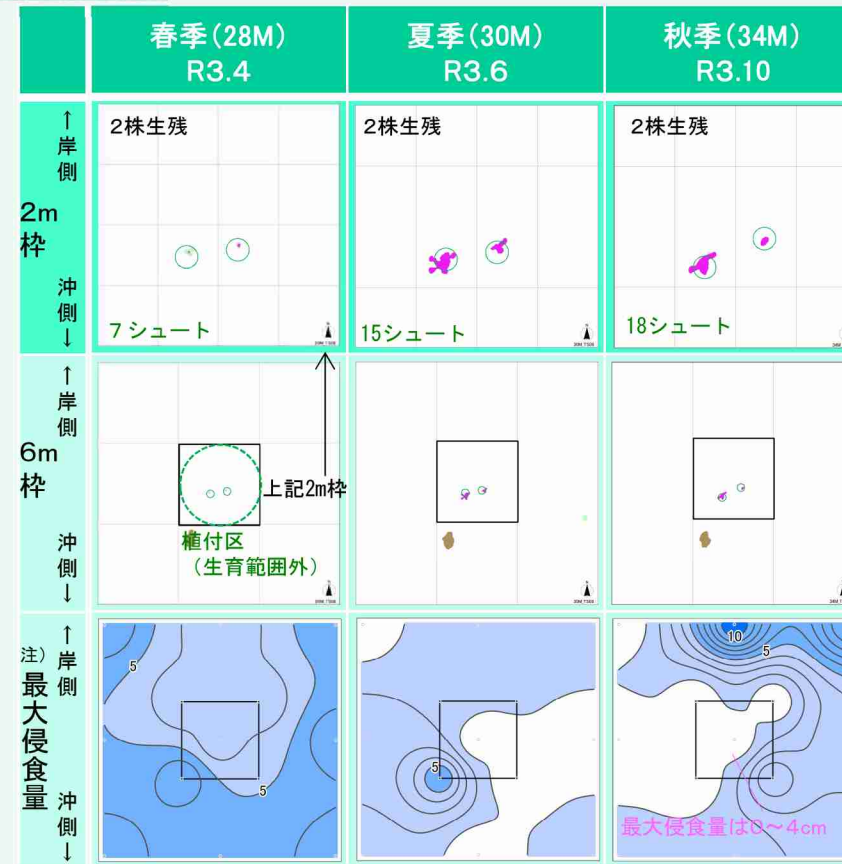 春季(28M)
R3.4
夏季(30M)
R3.6
秋季(34M)
R3.10
↑岸側
2m枠
沖側↓
2株生残
7シュート
2株生残
15シュート
2株生残
18シュート
↑岸側
6m枠
沖側↓
上記2m枠
植付区
(生育範囲外)
注)
↑岸側
最大侵食量
沖側↓
5
5
5
10
5
最大侵食量は0~4cm